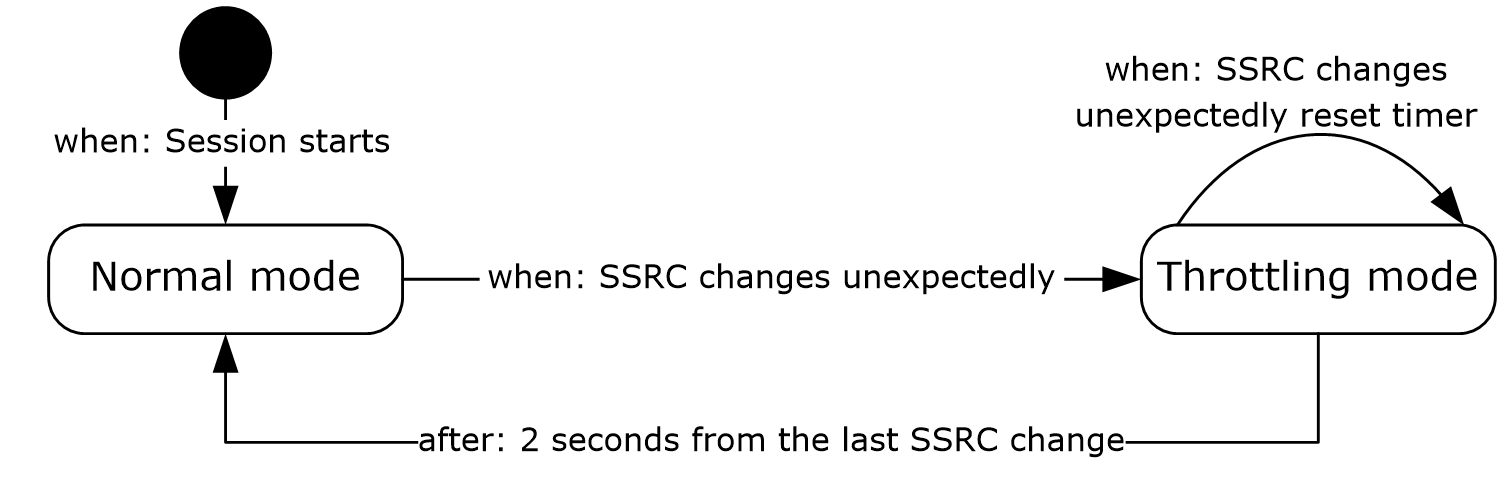 when: SSRC changes
unexpectedly reset timer
when: Session starts
Normal mode
when: SSRC changes unexpectedly
Throttling mode
after: 2 seconds from the last SSRC change